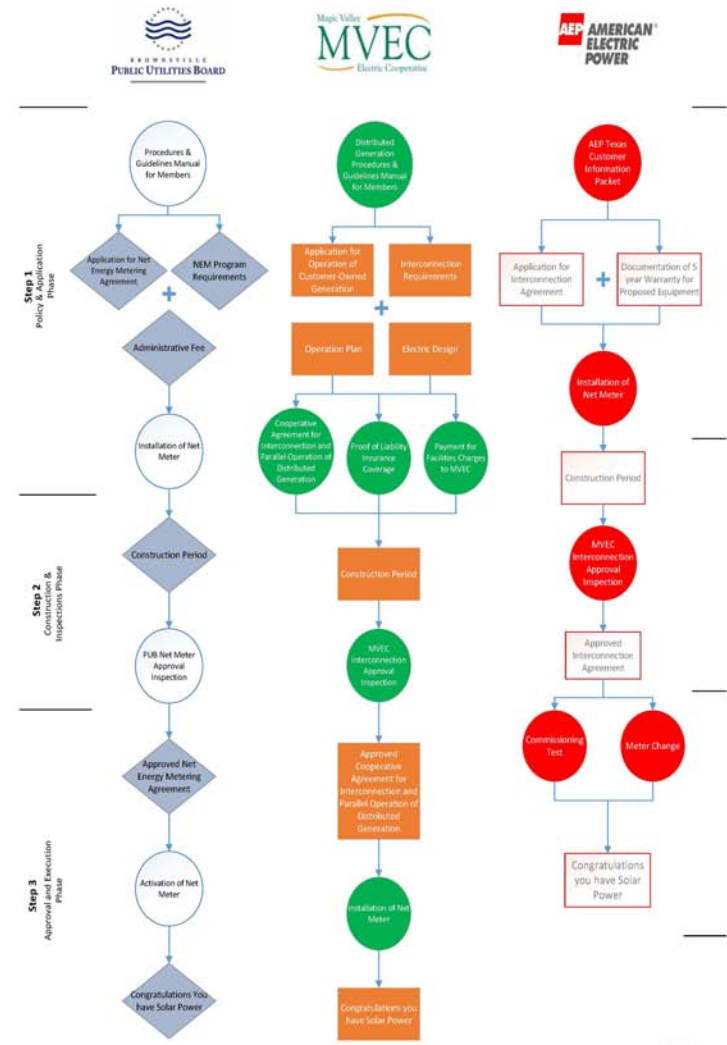 BROWNSVILLE
PUBLIC UTILITIES BOARD
Magic Valley
MVEC
Electric Cooperative
AEP
AMERICAN
ELECTRIC
POWER
Step 1
Policy & Application
Phase
Step 2
Construction &
Inspections Phase
Step 3
Approval and Execution
Phase
Procedures &
Guidelines Manual
for Members
Application for Net
Energy Metering
Agreement
NEM Program
Requirements
Administrative Fee
Installation of Net
Meter
Construction Period
PUB Net Meter
Approval
Inspection
Approved Net
Energy Metering
Agreement
Activation of Net
Meter
Congratulations You
have Solar Power
Distributed
Generation
Procedures &
Guidelines Manual
for Members
Application for
Operation of
Customer-Owned
Generation
Interconnection
Requirements
Operation Plan
Electric Design
Cooperative
Agreement for
Interconnection and
Parallel Operation of
Distributed
Generation
Proof of Liability
Insurance
Coverage
Payment for
Facilities Charges
to MVEC
Construction Period
MVEC
Interconnection
Approval
Inspection
Approved
Cooperative
Agreement for
Interconnection and
Parallel Operation of
Distributed
Generation
Installation of Net
Meter
Congratulations you
have Solar Power
AEP Texas
Customer
Information
Packet
Application for
Interconnection
Agreement
Documentation of 5
year Warranty for
Proposed Equipment
Installation of
Net Meter
Construction Period
MVEC
Interconnection
Approval
Inspection
Approved
Interconnection
Agreement
Commissioning
Test
Meter Change
Congratulations
you have Solar
Power